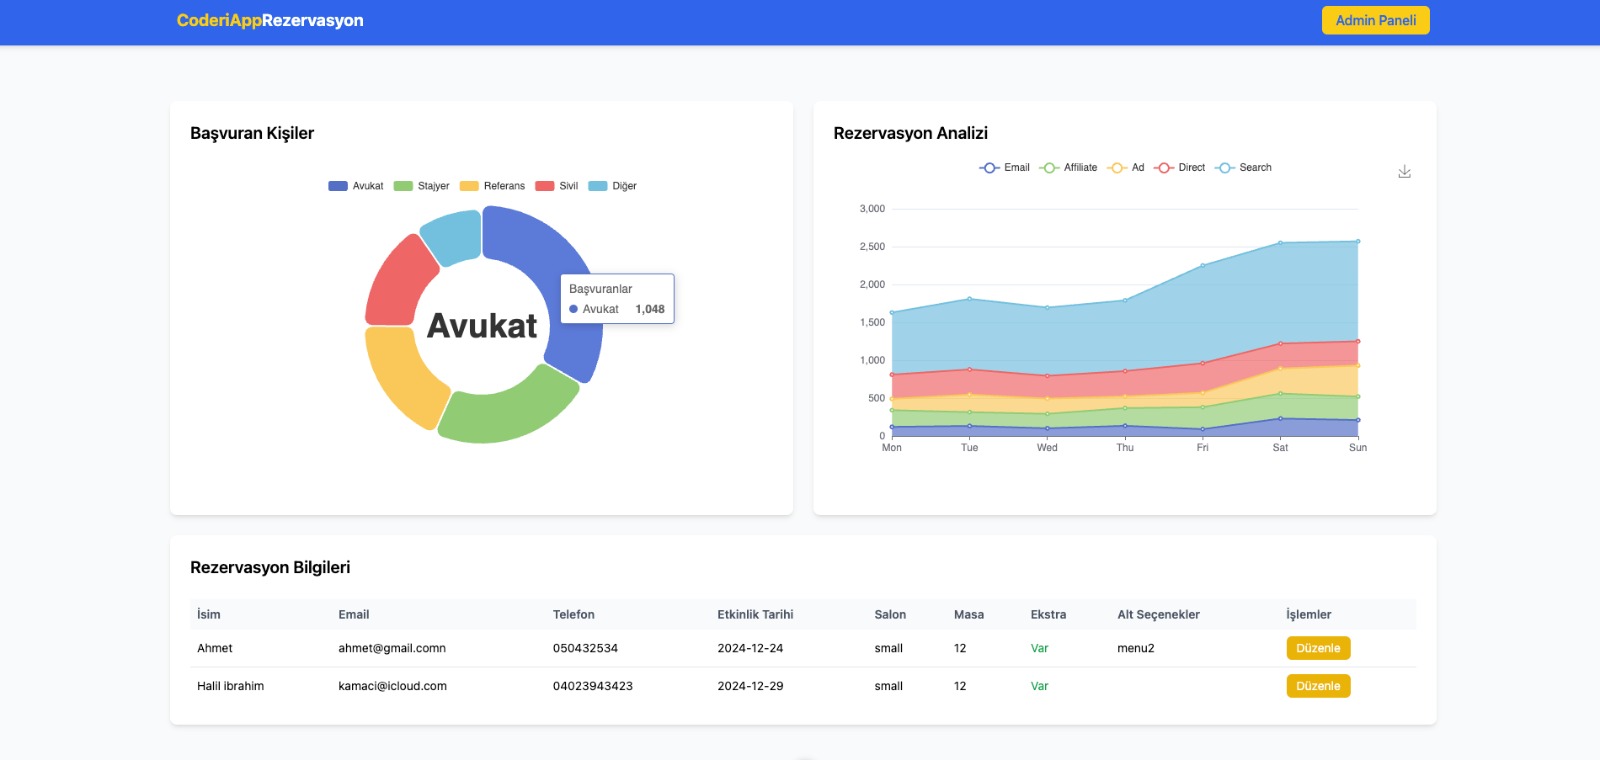 CoderiAppRezervasyon
Admin Paneli
Başvuran Kişiler
Avukat Stajyer Referans Sivil Diğer
Avukat
Başvuranlar
Avukat 1,048
Rezervasyon Analizi
Email Affiliate Ad Direct Search
3,000
2,500
2,000
1,500
1,000
500
0
Mon Tue Wed Thu Fri Sat Sun
Rezervasyon Bilgileri
İsim Email Telefon Etkinlik Tarihi Salon Masa Ekstra Alt Seçenekler İşlemler
Ahmet ahmet@gmail.comn 050432534 2024-12-24 small 12 Var menu2 Düzenle
Halil ibrahim kamaci@icloud.com 04023943423 2024-12-29 small 12 Var Düzenle